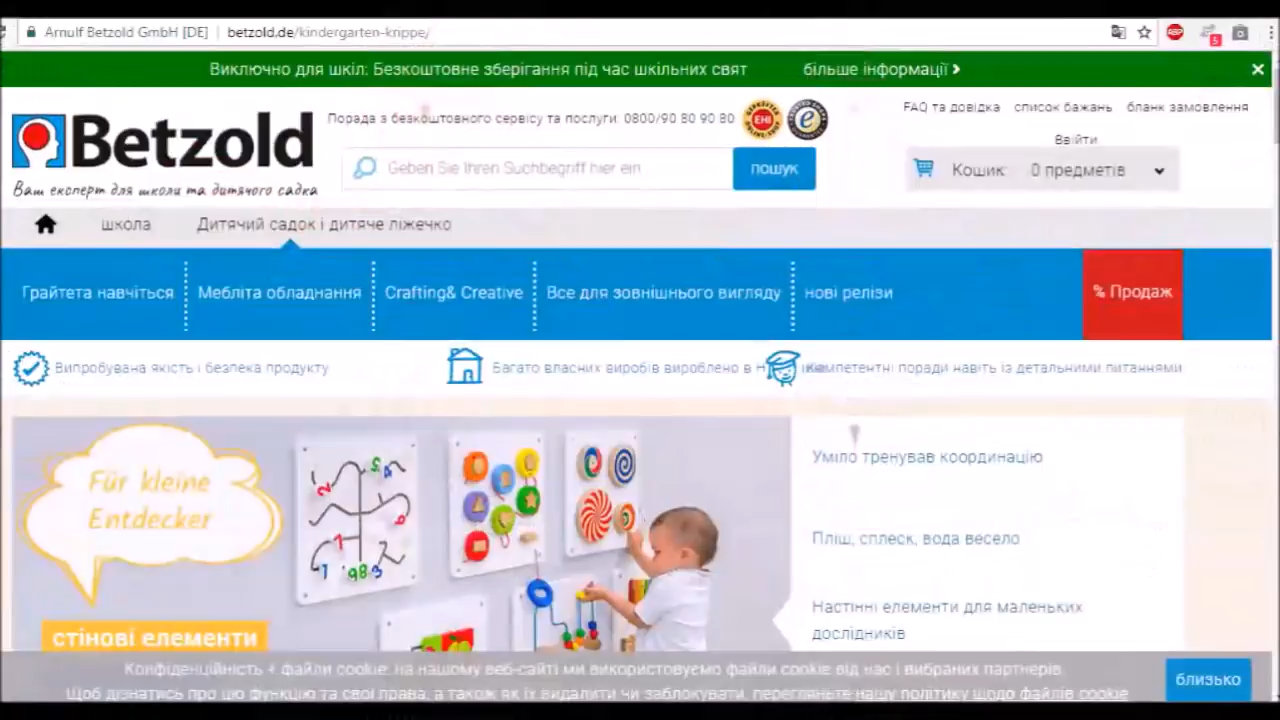 Arnulf Betzold GmbH [DE] betzold.de/kindergarten-krippe/
ABP 5
Виключно для шкіл: Безкоштовне зберігання під час шкільних свят більше інформації
FAQ та довідка список бажань бланк замовлення
Порада з безкоштовного сервісу та послуги: 0800/90 80 90 80
EHI
e
Ввійти
Betzold
Geben Sie Ihren Suchbegriff hier ein пошук
Кошик: 0 предметів
Ваш експерт для школи та дитячого садка
школа Дитячий садок і дитяче ліжечко
Грайтета навчіться Мебліта обладнання Crafting& Creative Все для зовнішнього вигляду нові релізи % Продаж
Випробувана якість і безпека продукту Багато власних виробів вироблено в поради навіть із детальними питаннями
Für kleine
Entdecker
Уміло тренував координацію
Пліш, сплеск, вода весело
Настінні елементи для маленьких
дослідників
стінові елементи
Конфіденційність + файли cookie: на нашому веб-сайті ми використовуємо файли cookie від нас і вибраних партнерів.
Щоб дізнатись про цю функцію та свої права, а також як їх видалити чи заблокувати, перегляньте нашу політику щодо файлів cookie
близько